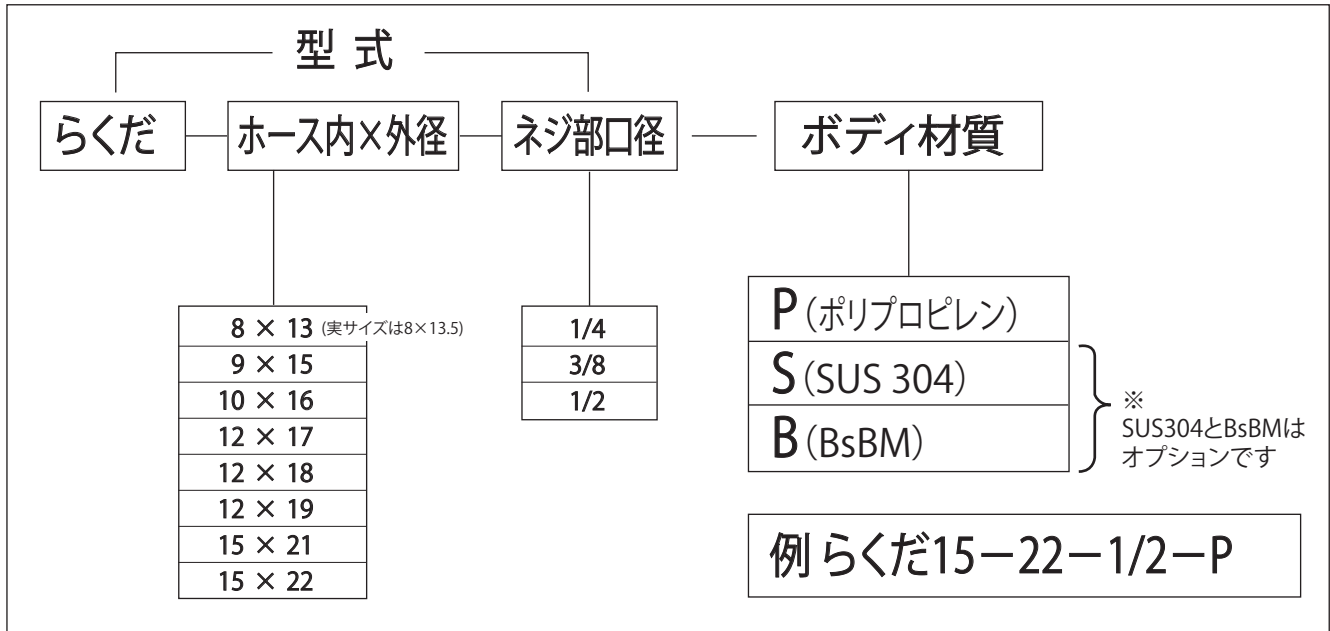 型 式
らくだ ホース内×外径 ネジ部口径 ボディ材質
8 × 13 (実サイズは8×13.5)
9 × 15
10 × 16
12 × 17
12 × 18
12 × 19
15 × 21
15 × 22
1/4
3/8
1/2
P(ポリプロピレン)
S(SUS 304)
B(BsBM)
※
SUS304とBsBMは
オプションです
例 らくだ15-22-1/2-P